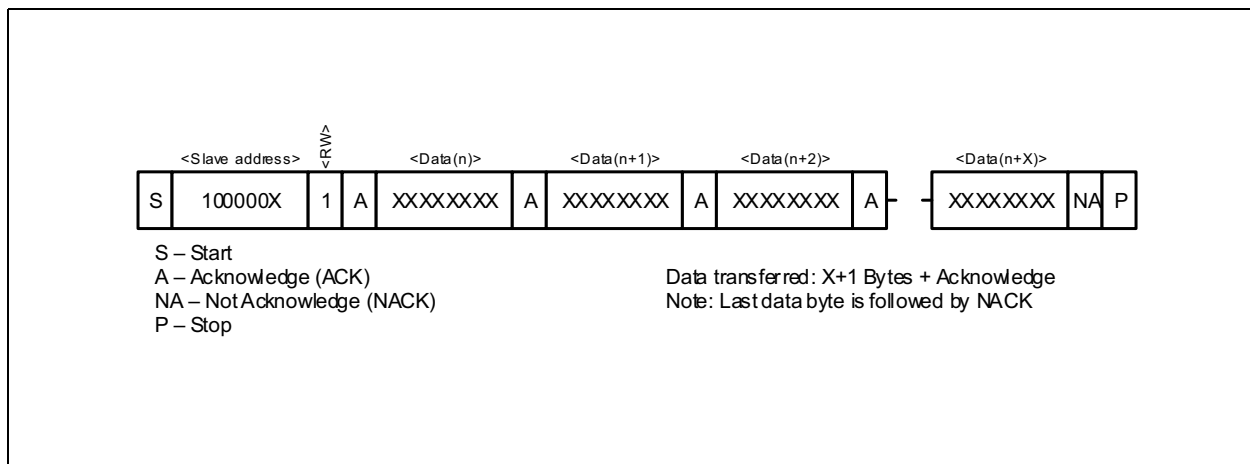 <Slave address> <RW> <Data(n)> <Data(n+1)> <Data(n+2)> <Data(n+X)>
S 100000X 1 A XXXXXXXX A XXXXXXXX A XXXXXXXX A XXXXXXXX NA P
S – Start
A – Acknowledge (ACK)
NA – Not Acknowledge (NACK)
P – Stop
Data transferred: X+1 Bytes + Acknowledge
Note: Last data byte is followed by NACK